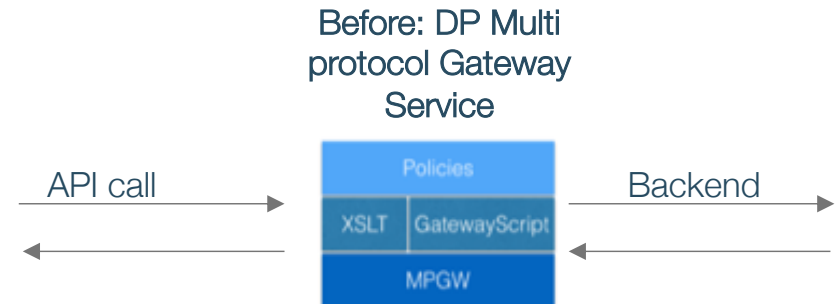 Before: DP Multi
protocol Gateway
Service
API call
Policies
Backend
XSLT
GatewayScript
MPGW